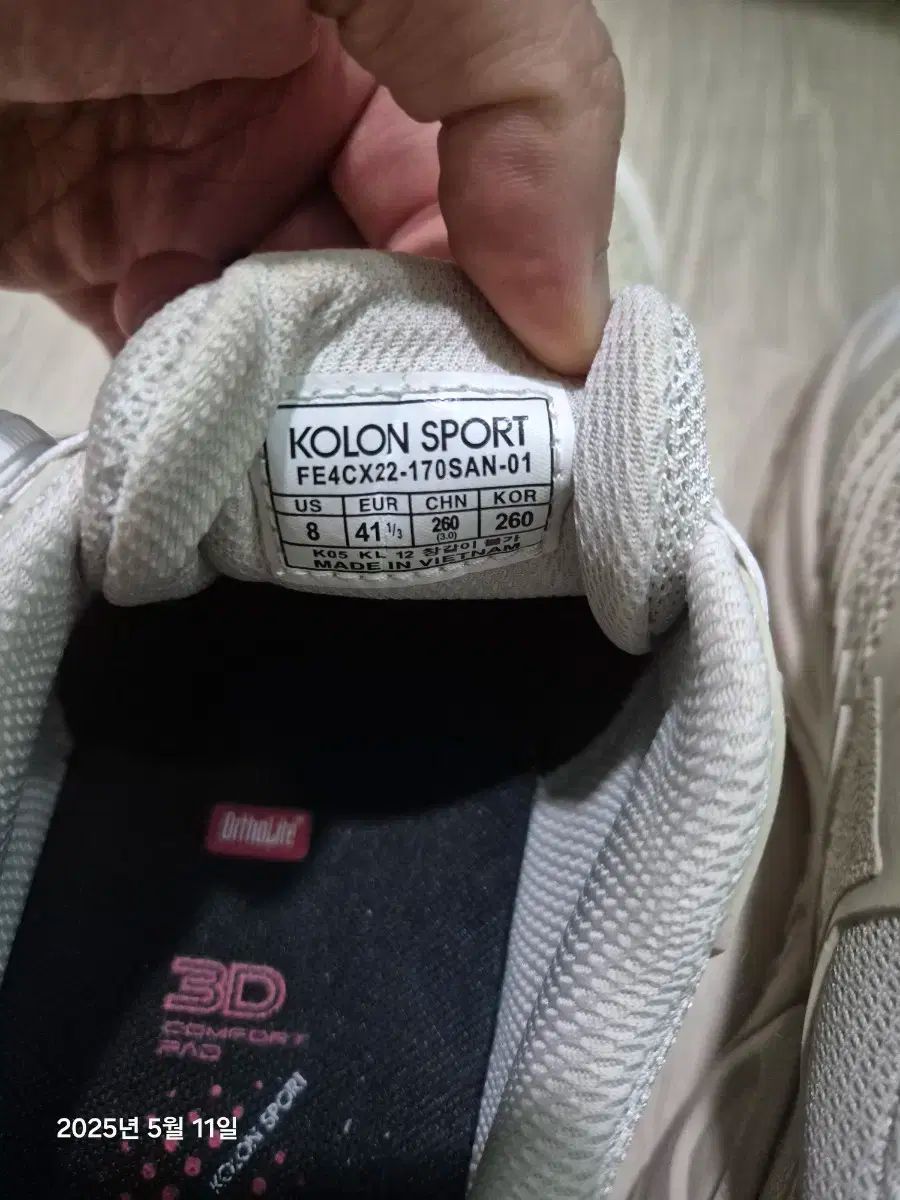 KOLON SPORT
FE4CX22-170SAN-01
US EUR CHN KOR
8 41 1/3 260 (3.0) 260
K05 KL 12 창갈이 불가
MADE IN VIETNAM
OrthoLite
3D
COMFORT
PAD
KOLON SPORT
2025년 5월 11일